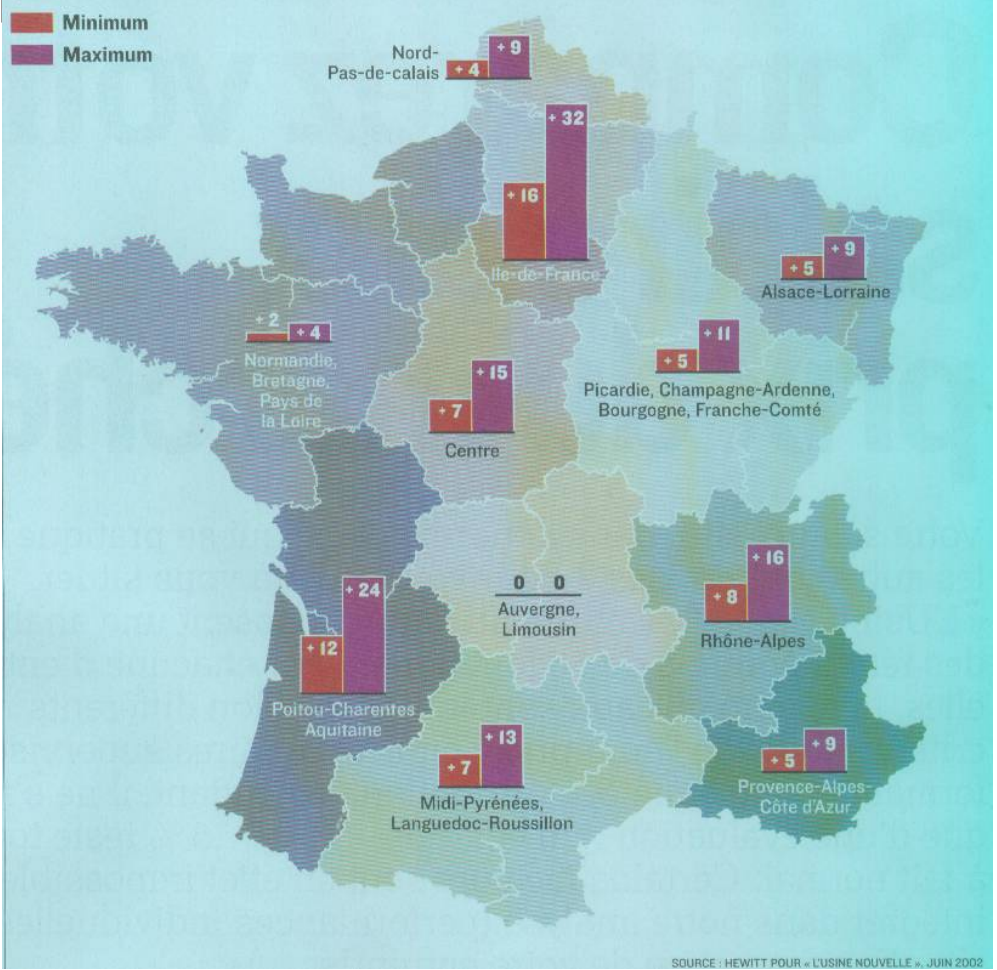 Minimum
Maximum
Nord-
Pas-de-calais
+ 4
+ 9
+ 16
+ 32
Ile-de-France
+ 5
+ 9
Alsace-Lorraine
+ 2
+ 4
Normandie,
Bretagne,
Pays de
la Loire
+ 7
+ 15
Centre
+ 5
+ 11
Picardie, Champagne-Ardenne,
Bourgogne, Franche-Comté
0
0
Auvergne,
Limousin
+ 8
+ 16
Rhône-Alpes
+ 12
+ 24
Poitou-Charentes
Aquitaine
+ 7
+ 13
Midi-Pyrénées,
Languedoc-Roussillon
+ 5
+ 9
Provence-Alpes-
Côte d'Azur
SOURCE : HEWITT POUR « L'USINE NOUVELLE », JUIN 2002